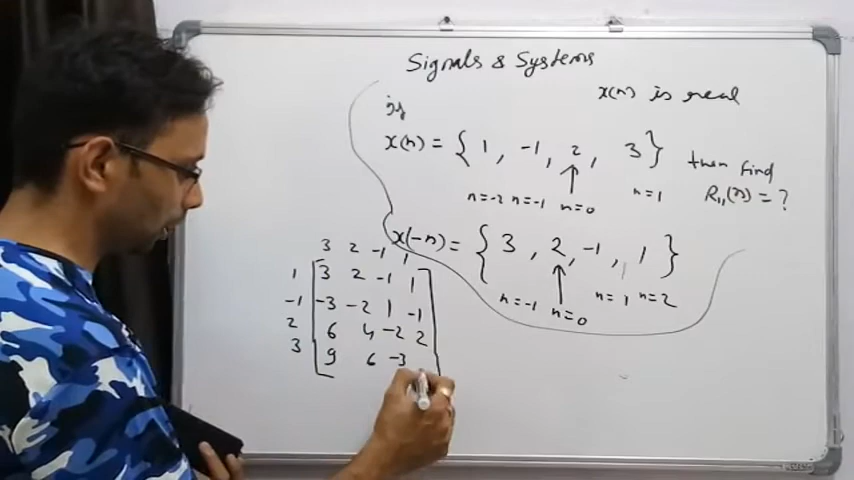 Signals & Systems
x(n) is real
if
x(n) = { 1, -1, 2, 3 } then find
n=-2 n=-1 n=0 n=1 R₁₁(n) = ?
x(-n) = { 3, 2, -1, 1 }
n=-1 n=0 n=1 n=2
3 2 -1 1
1 3 2 -1 1
-1 -3 -2 1 -1
2 6 4 -2 2
3 9 6 -3